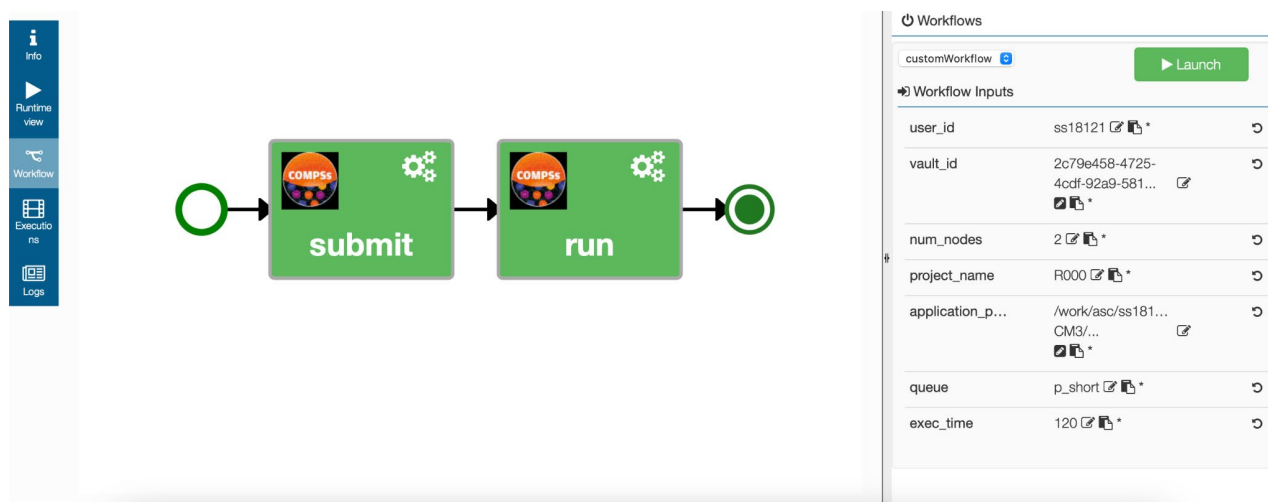 Info
Runtime
view
Workflow
Executio
ns
Logs
COMPSs
submit
COMPSs
run
Workflows
customWorkflow
Launch
Workflow Inputs
user_id ss18121 *
vault_id 2c79e458-4725-
4cdf-92a9-581...
*
num_nodes 2 *
project_name R000 *
application_p... /work/asc/ss181...
CM3/...
*
queue p_short *
exec_time 120 *